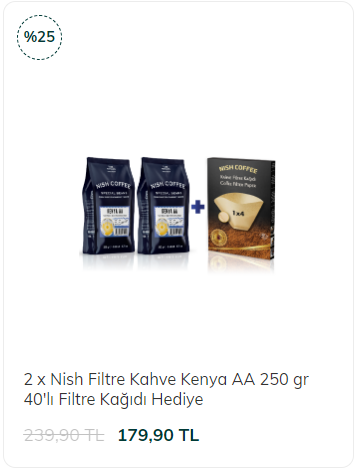 %25
NISH COFFEE
KENYA AA
NISH COFFEE
KENYA AA
NISH COFFEE
Kahve Filtre Kağıdı
Coffee Filter Paper
1x4
2 x Nish Filtre Kahve Kenya AA 250 gr
40'lı Filtre Kağıdı Hediye
239,90 TL 179,90 TL